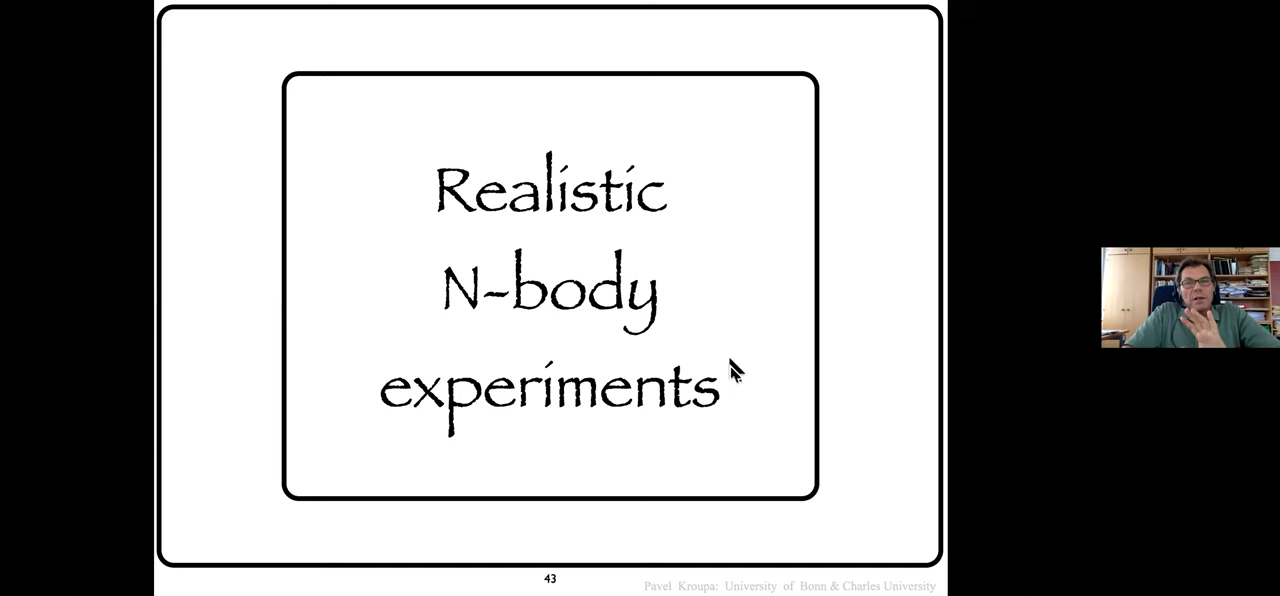 Realistic
N-body
experiments
43
Pavel Kroupa: University of Bonn & Charles University